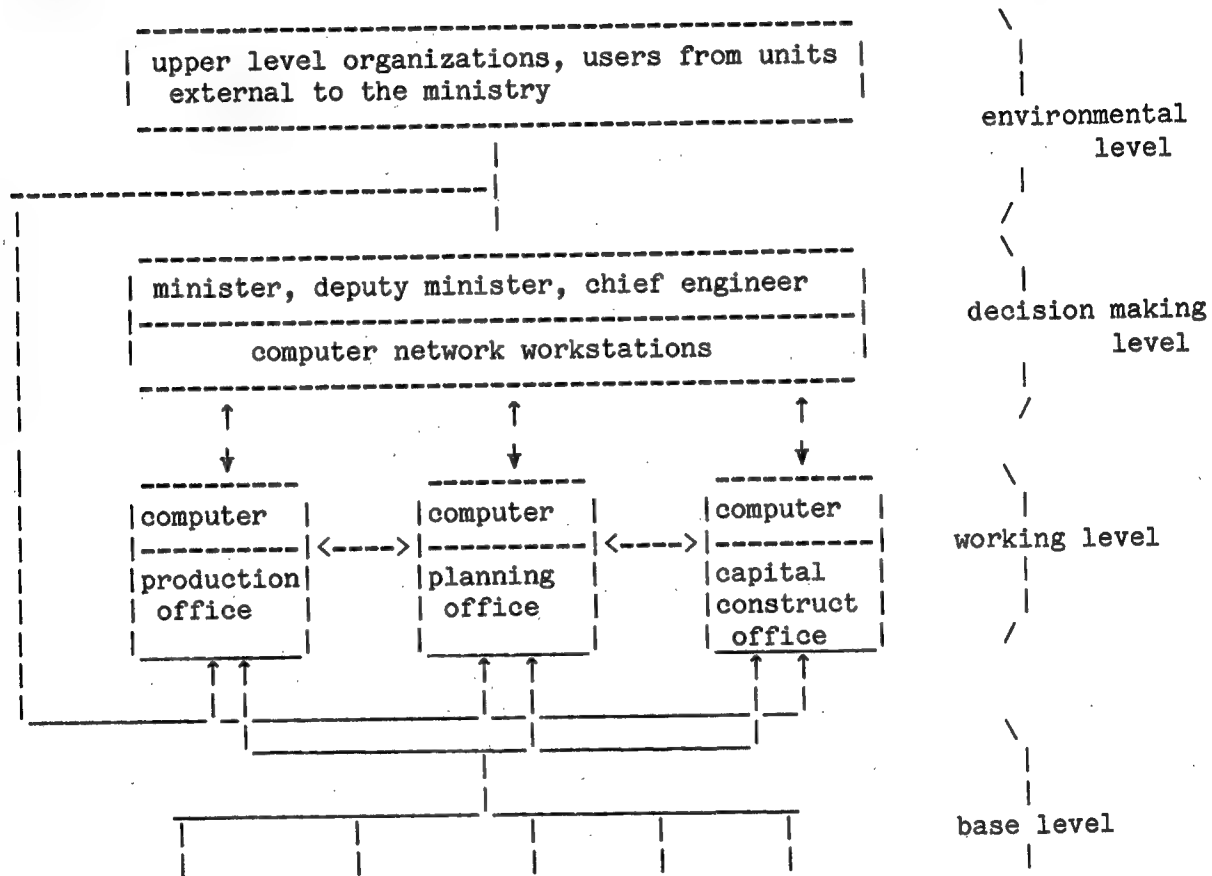 upper level organizations, users from units
external to the ministry
environmental
level
minister, deputy minister, chief engineer
computer network workstations
decision making
level
computer computer computer
production planning capital
office office construct
office
working level
base level